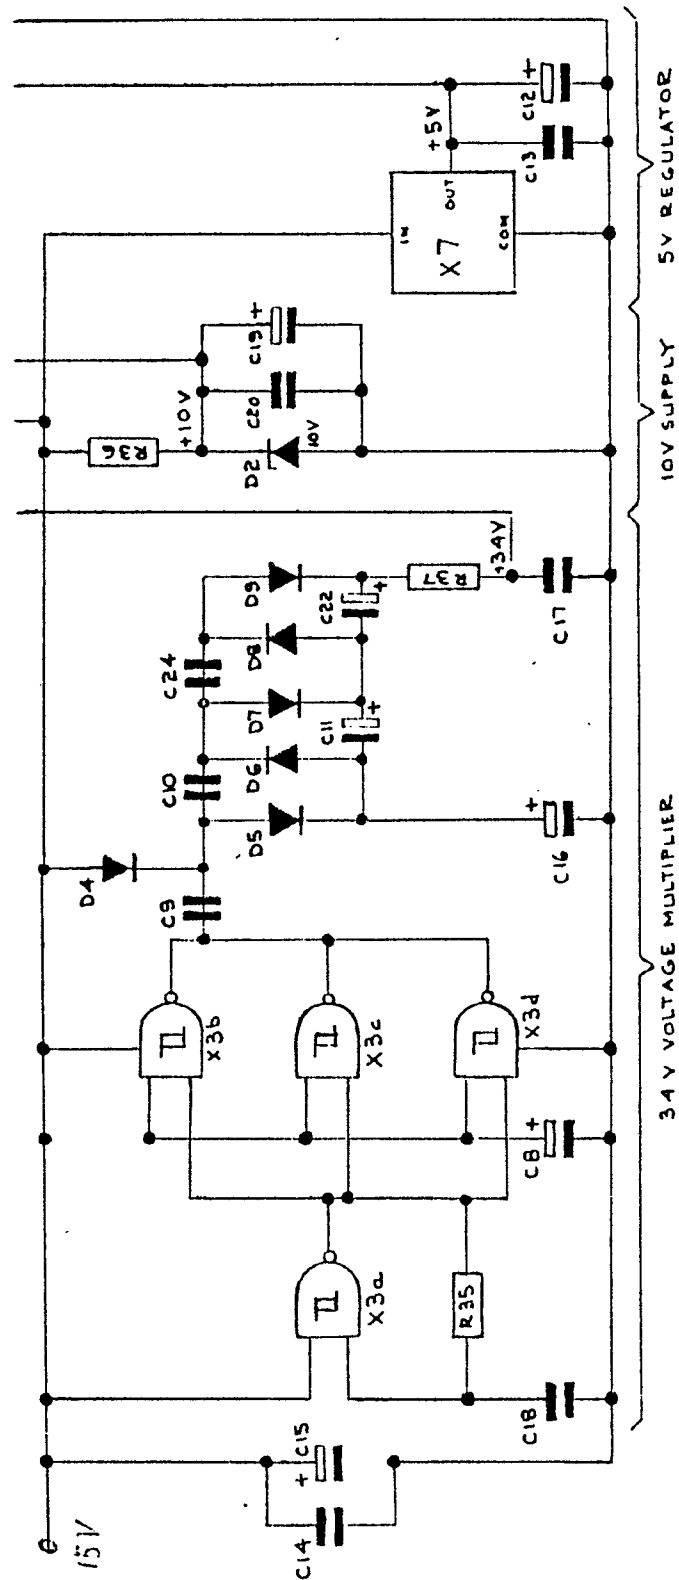 15V
C14
+
C15
C18
R35
X3a
C8
+
X3b
X3c
X3d
C9
D4
D5
D6
D7
D8
D9
C10
C24
C11
+
C22
+
C16
+
R37
+34V
C17
34V VOLTAGE MULTIPLIER
R36
+10V
D2
10V
C20
C19
+
10V SUPPLY
X7
IN
OUT
COM
+5V
C13
C12
+
5V REGULATOR